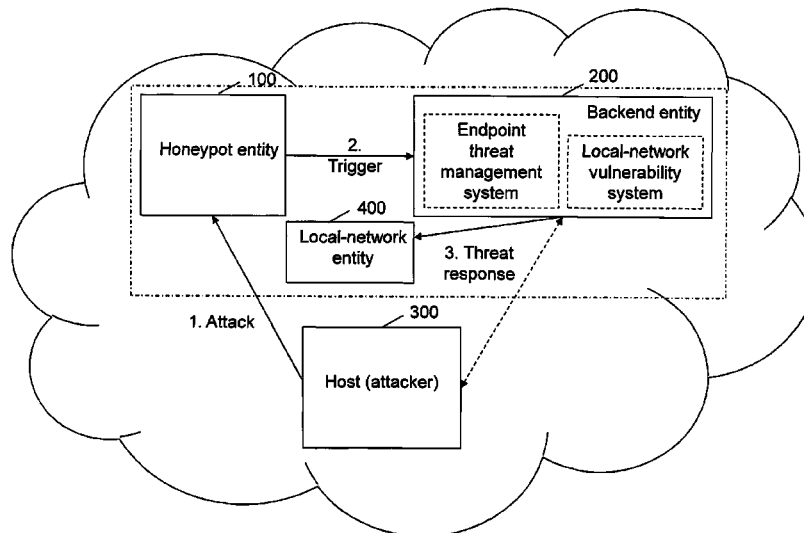 100
200
Honeypot entity
2.
Trigger
Backend entity
Endpoint
threat
management
system
Local-network
vulnerability
system
400
Local-network
entity
3. Threat
response
1. Attack
300
Host (attacker)